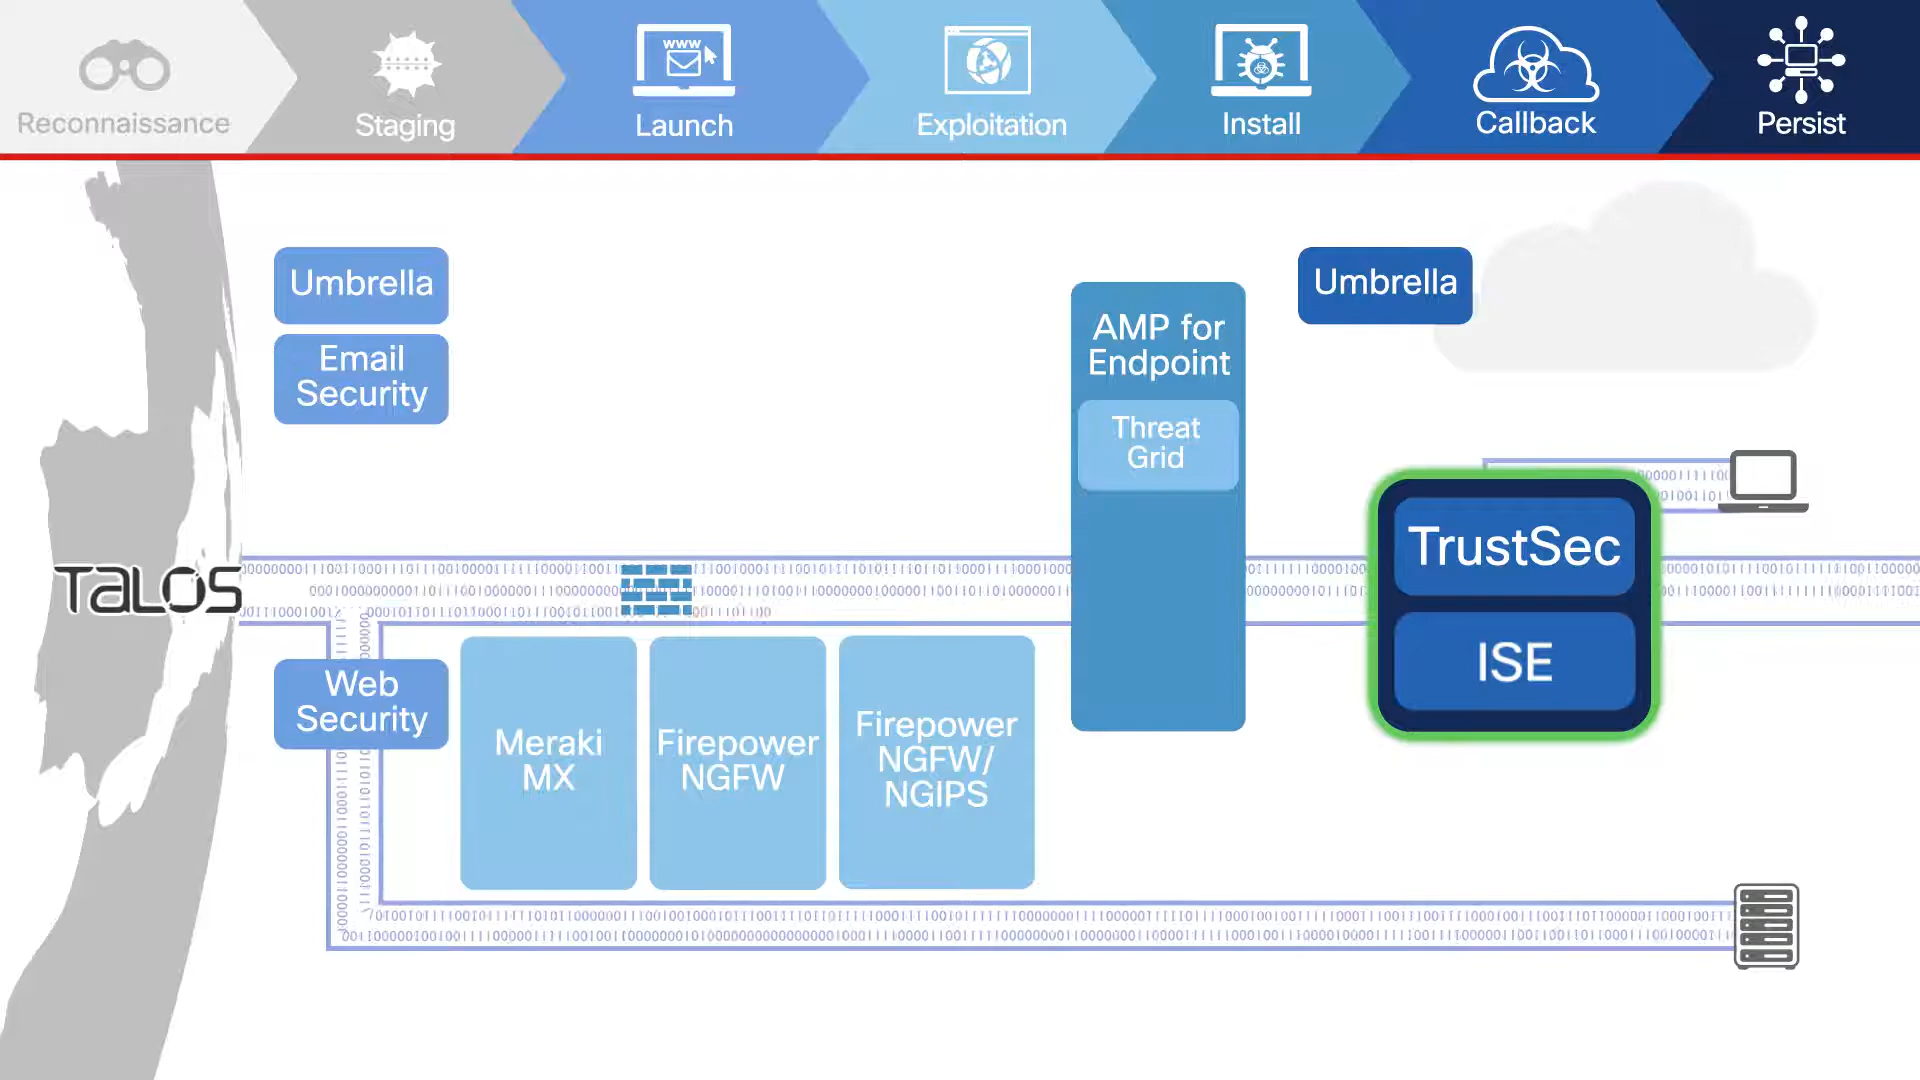 WWW
Reconnaissance
Staging
Launch
Exploitation
Install
Callback
Persist
Umbrella
Email
Security
AMP for
Endpoint
Threat
Grid
Umbrella
TrustSec
ISE
TALOS
Web
Security
Meraki
MX
Firepower
NGFW
Firepower
NGFW/
NGIPS